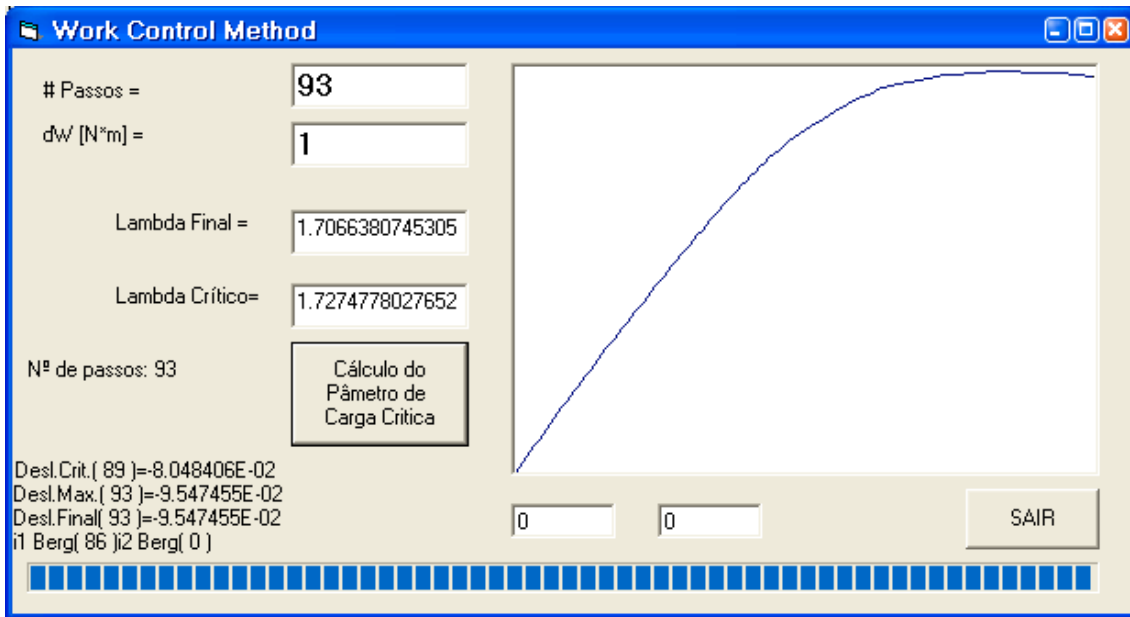 Work Control Method
# Passos =
93
dW [N*m] =
1
Lambda Final =
1.7066380745305
Lambda Crítico=
1.7274778027652
Nº de passos: 93
Cálculo do
Pâmetro de
Carga Critica
Desl.Crit.( 89 )=-8.048406E-02
Desl.Max.( 93 )=-9.547455E-02
Desl.Final( 93 )=-9.547455E-02
i1 Berg( 86 )i2 Berg( 0 )
0
0
SAIR